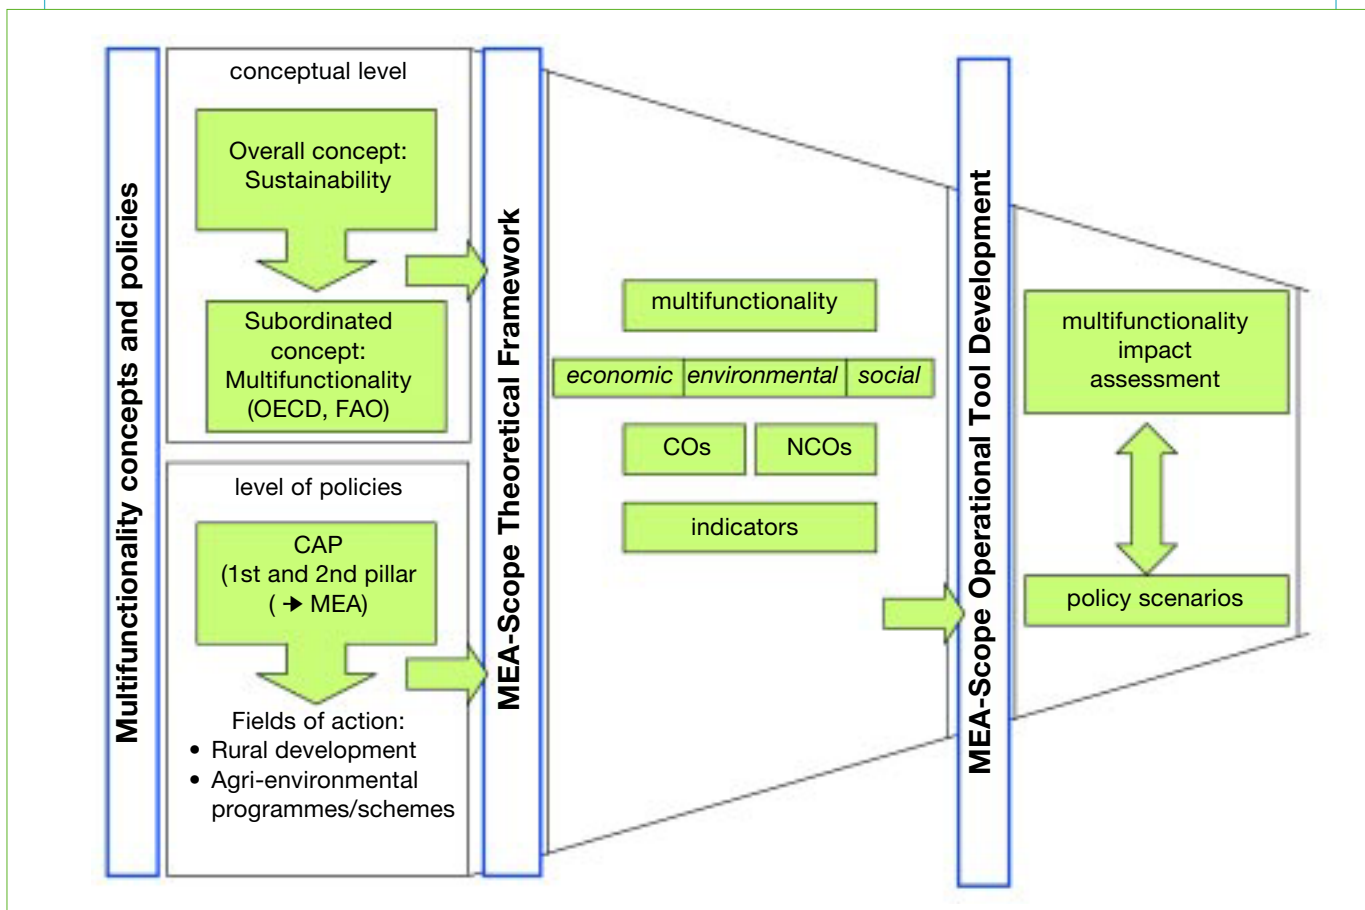 Multifunctionality concepts and policies
conceptual level
Overall concept:
Sustainability
Subordinated
concept:
Multifunctionality
(OECD, FAO)
level of policies
CAP
(1st and 2nd pillar
( → MEA)
Fields of action:
• Rural development
• Agri-environmental
programmes/schemes
MEA-Scope Theoretical Framework
multifunctionality
economic environmental social
COs NCOs
indicators
MEA-Scope Operational Tool Development
multifunctionality
impact
assessment
policy scenarios